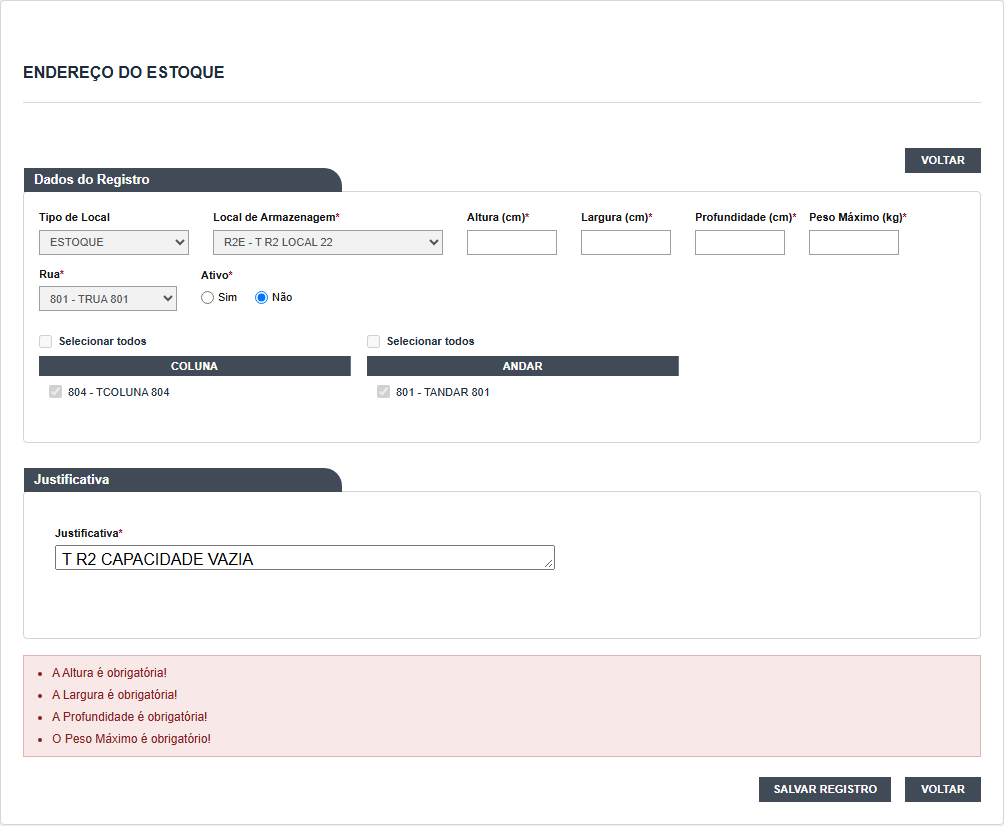 ENDEREÇO DO ESTOQUE
VOLTAR
Dados do Registro
Tipo de Local
Local de Armazenagem*
Altura (cm)*
Largura (cm)*
Profundidade (cm)*
Peso Máximo (kg)*
ESTOQUE
R2E - T R2 LOCAL 22
Rua*
Ativo*
801 - TRUA 801
Sim
Não
Selecionar todos
Selecionar todos
COLUNA
ANDAR
804 - TCOLUNA 804
801 - TANDAR 801
Justificativa
Justificativa*
T R2 CAPACIDADE VAZIA
A Altura é obrigatória!
A Largura é obrigatória!
A Profundidade é obrigatória!
O Peso Máximo é obrigatório!
SALVAR REGISTRO
VOLTAR